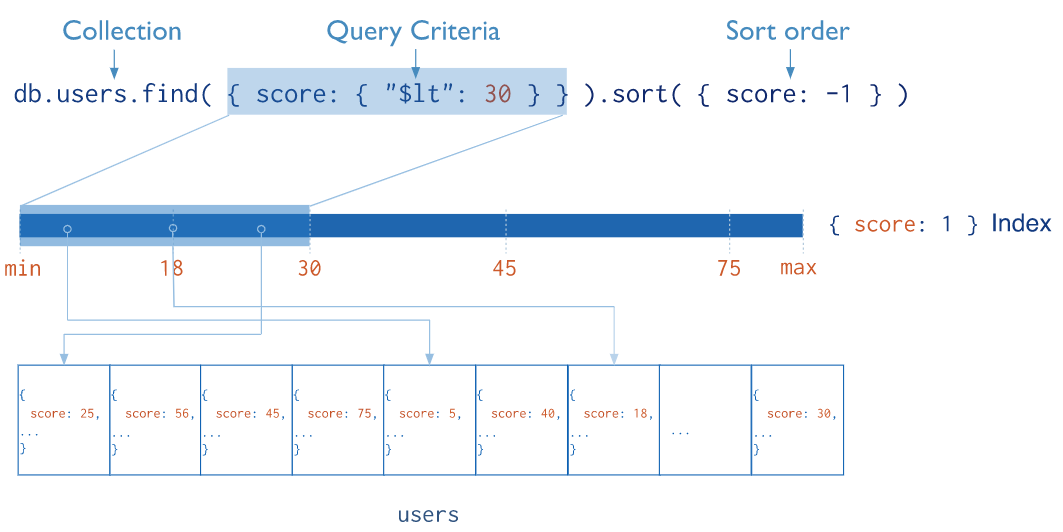 Collection Query Criteria Sort order
db.users.find( { score: { "$lt": 30 } } ).sort( { score: -1 } )
{ score: 1 } Index
min 18 30 45 75 max
{ { { { { { { {
score: 25, score: 56, score: 45, score: 75, score: 5, score: 40, score: 18, score: 30,
... ... ... ... ... ... ... ... ...
} } } } } } } }
users